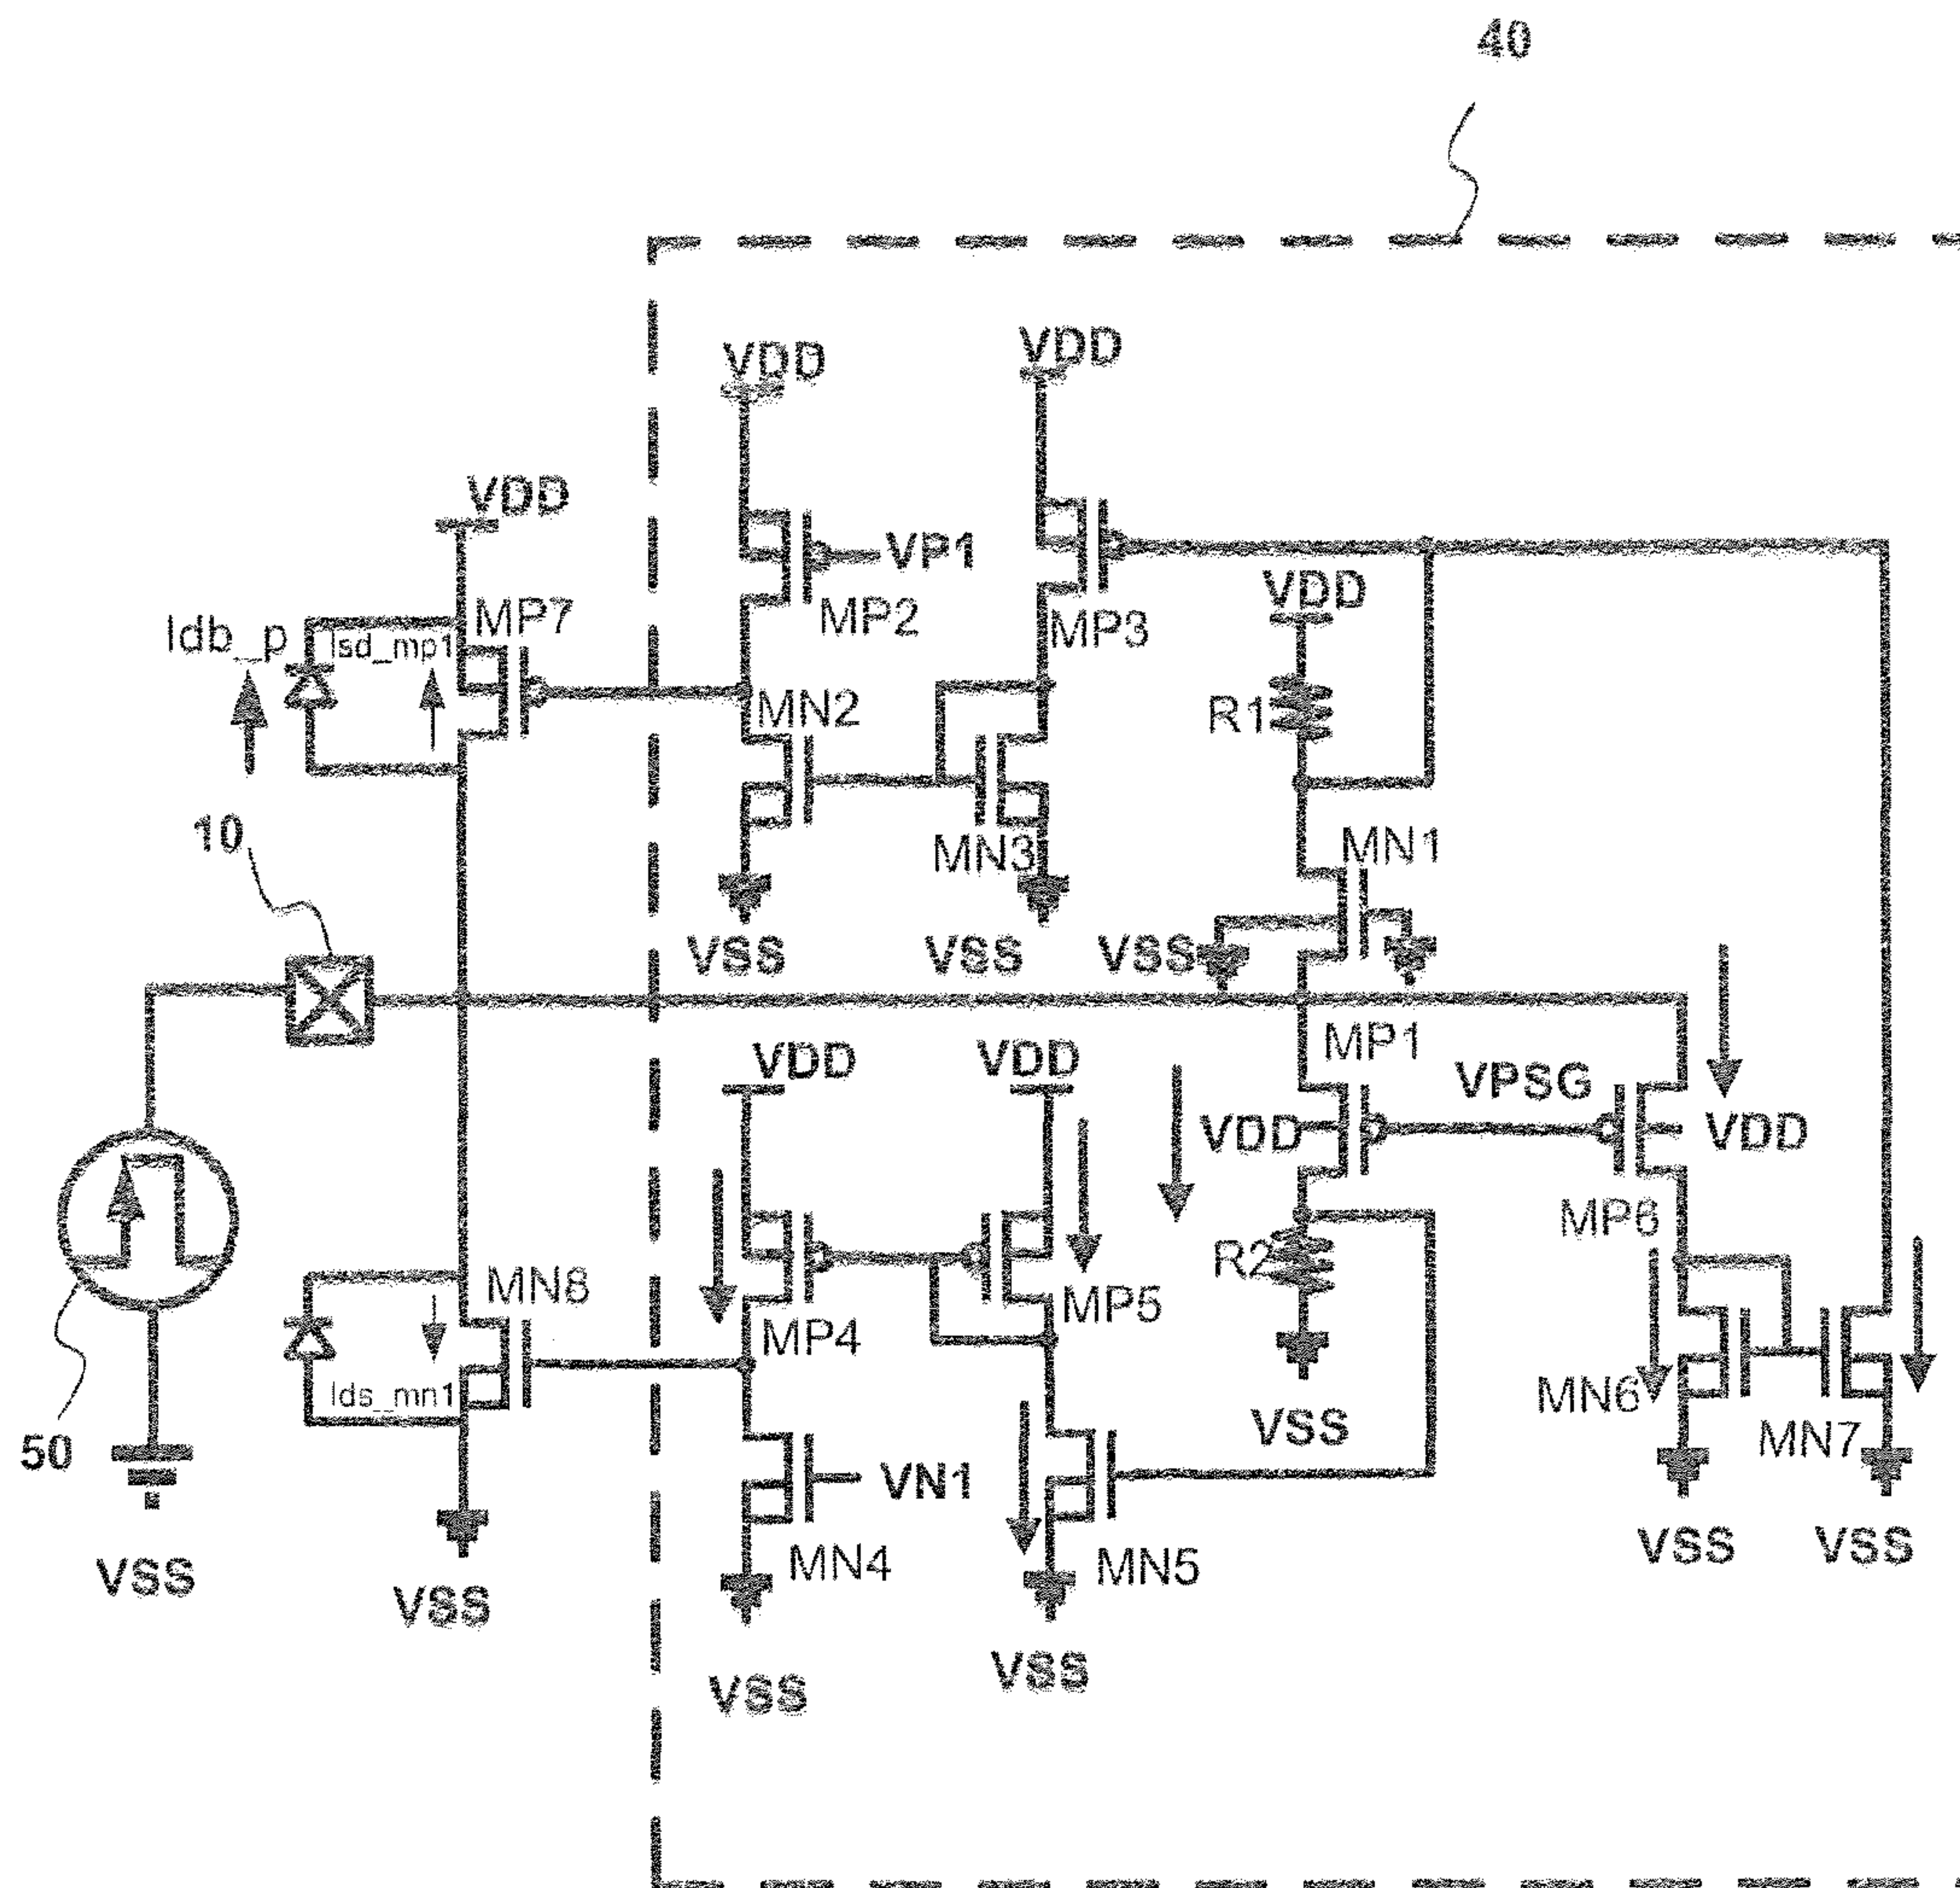 40
VDD
VDD
VDD
VP1
VDD
MP7
MP2
MP3
Idb_p
Isd_mp1
MN2
R1
10
MN3
MN1
VSS
VSS
VSS
MP1
VDD
VDD
VPSG
VDD
VDD
MP6
MN8
MP5
R2
MP4
Ids_mn1
MN6
VSS
MN7
50
VN1
MN4
MN5
VSS
VSS
VSS
VSS
VSS
VSS